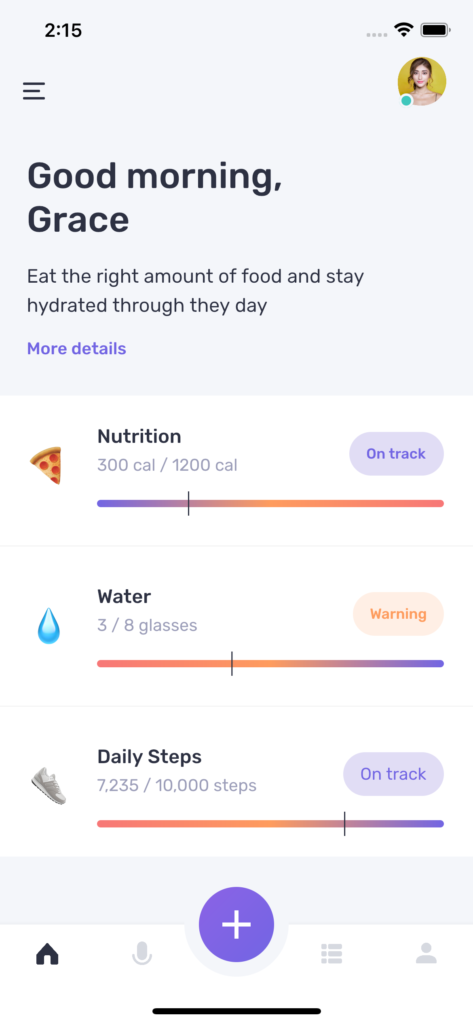 2:15
Good morning,
Grace
Eat the right amount of food and stay
hydrated through they day
More details
Nutrition
300 cal / 1200 cal
On track
Water
3 / 8 glasses
Warning
Daily Steps
7,235 / 10,000 steps
On track